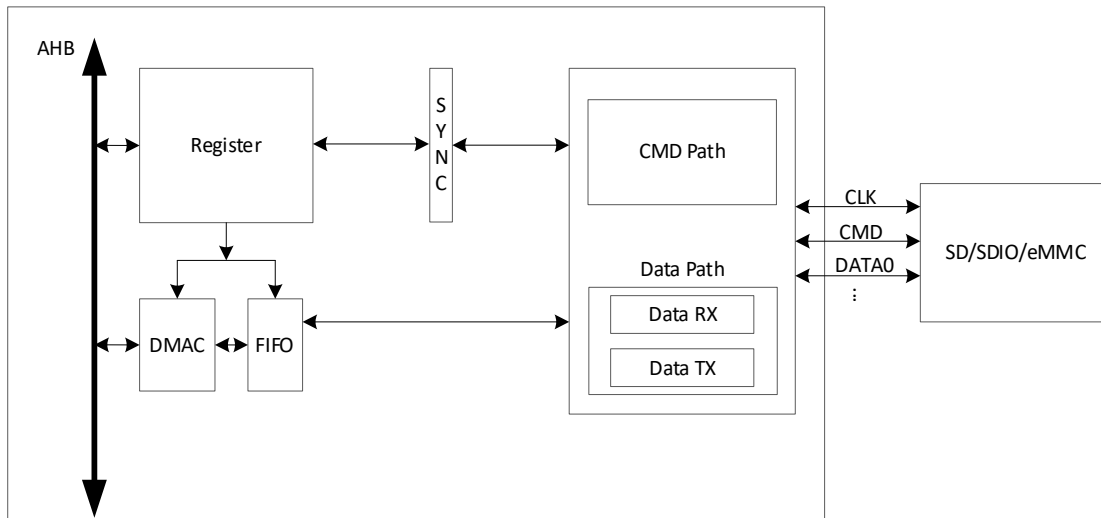 AHB
Register
S
Y
N
C
CMD Path
CLK
CMD
DATA0
...
SD/SDIO/eMMC
Data Path
Data RX
Data TX
DMAC
FIFO